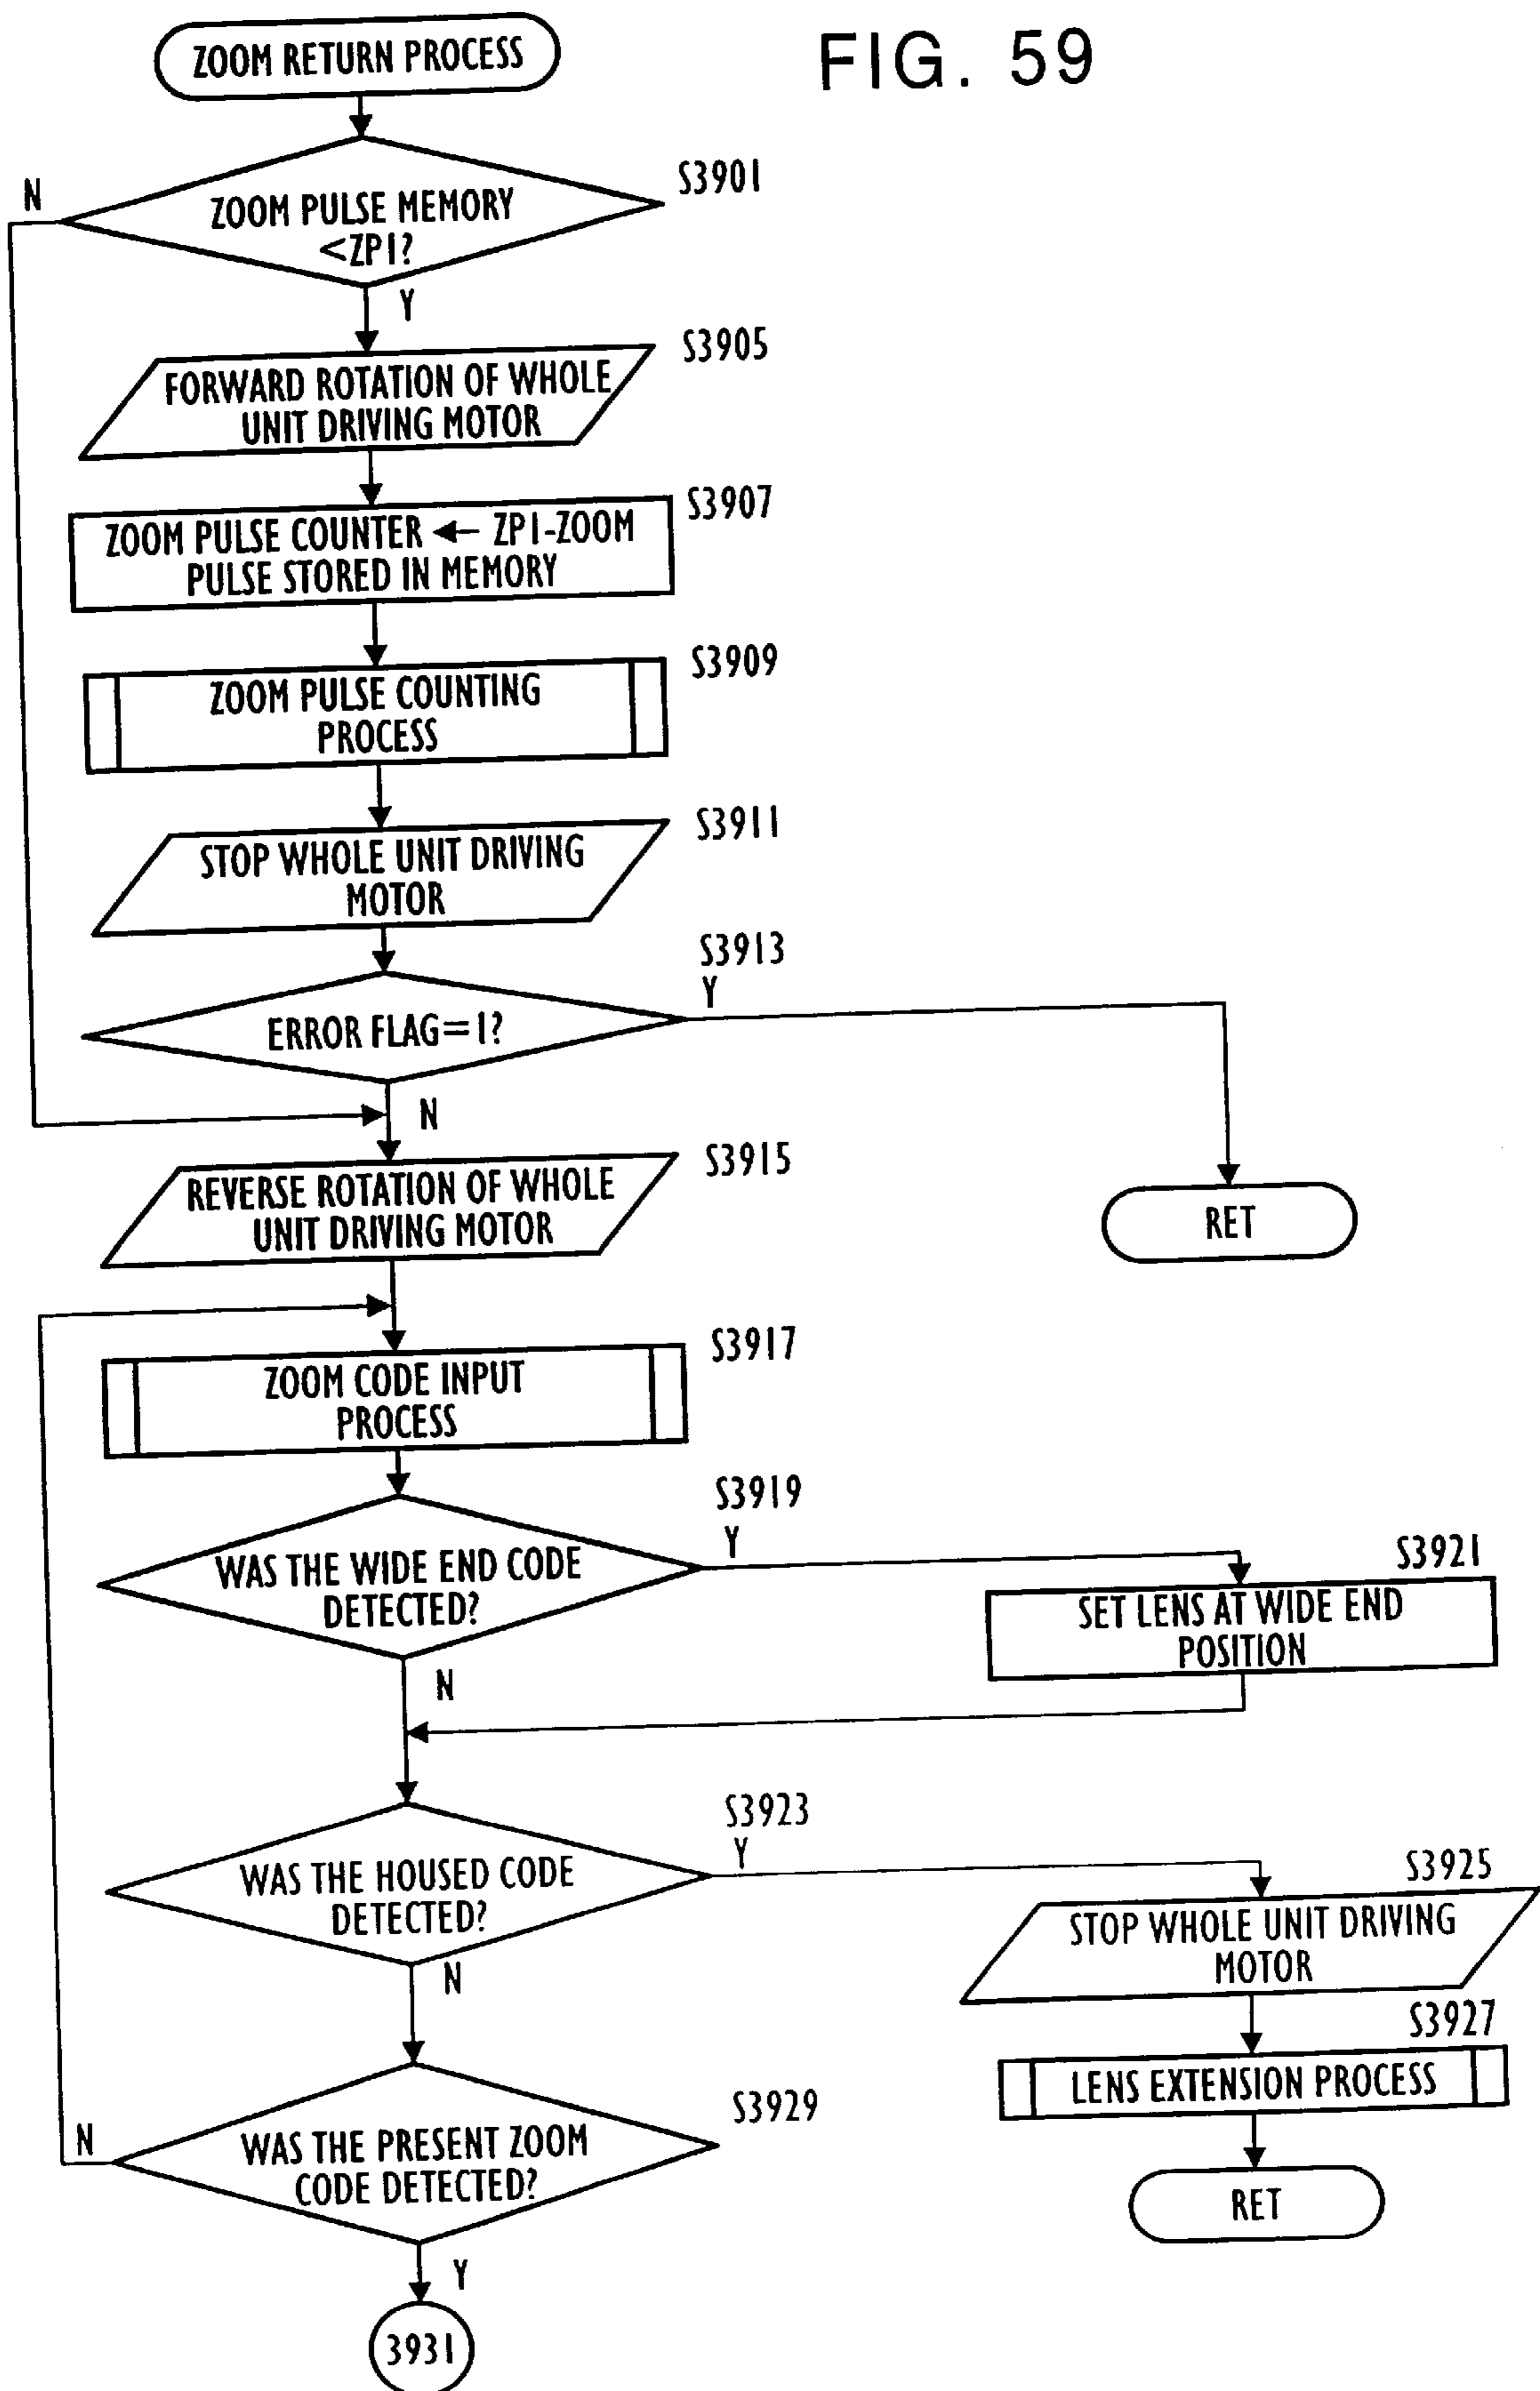 FIG. 59
ZOOM RETURN PROCESS
S3901
N
ZOOM PULSE MEMORY
<ZP1?
Y
S3905
FORWARD ROTATION OF WHOLE
UNIT DRIVING MOTOR
S3907
ZOOM PULSE COUNTER ← ZP1-ZOOM
PULSE STORED IN MEMORY
S3909
ZOOM PULSE COUNTING
PROCESS
S3911
STOP WHOLE UNIT DRIVING
MOTOR
S3913
Y
ERROR FLAG=1?
N
S3915
REVERSE ROTATION OF WHOLE
UNIT DRIVING MOTOR
RET
S3917
ZOOM CODE INPUT
PROCESS
S3919
Y
WAS THE WIDE END CODE
DETECTED?
S3921
SET LENS AT WIDE END
POSITION
N
S3923
Y
WAS THE HOUSED CODE
DETECTED?
S3925
STOP WHOLE UNIT DRIVING
MOTOR
N
S3927
LENS EXTENSION PROCESS
S3929
N
WAS THE PRESENT ZOOM
CODE DETECTED?
RET
Y
3931